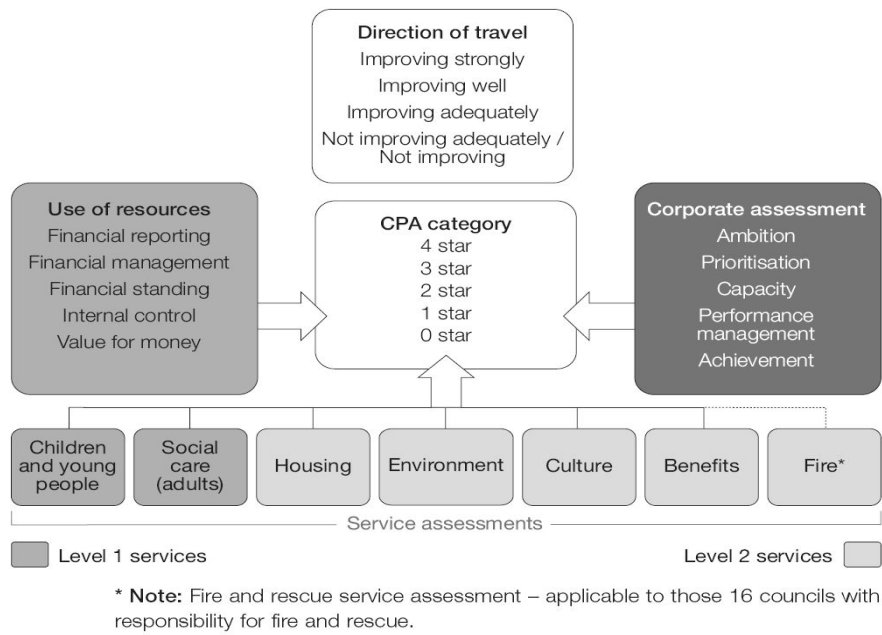 Direction of travel
Improving strongly
Improving well
Improving adequately
Not improving adequately /
Not improving
Use of resources
Financial reporting
Financial management
Financial standing
Internal control
Value for money
CPA category
4 star
3 star
2 star
1 star
0 star
Corporate assessment
Ambition
Prioritisation
Capacity
Performance
management
Achievement
Children
and young
people
Social
care
(adults)
Housing
Environment
Culture
Benefits
Fire*
Service assessments
Level 1 services
Level 2 services
* Note: Fire and rescue service assessment – applicable to those 16 councils with
responsibility for fire and rescue.